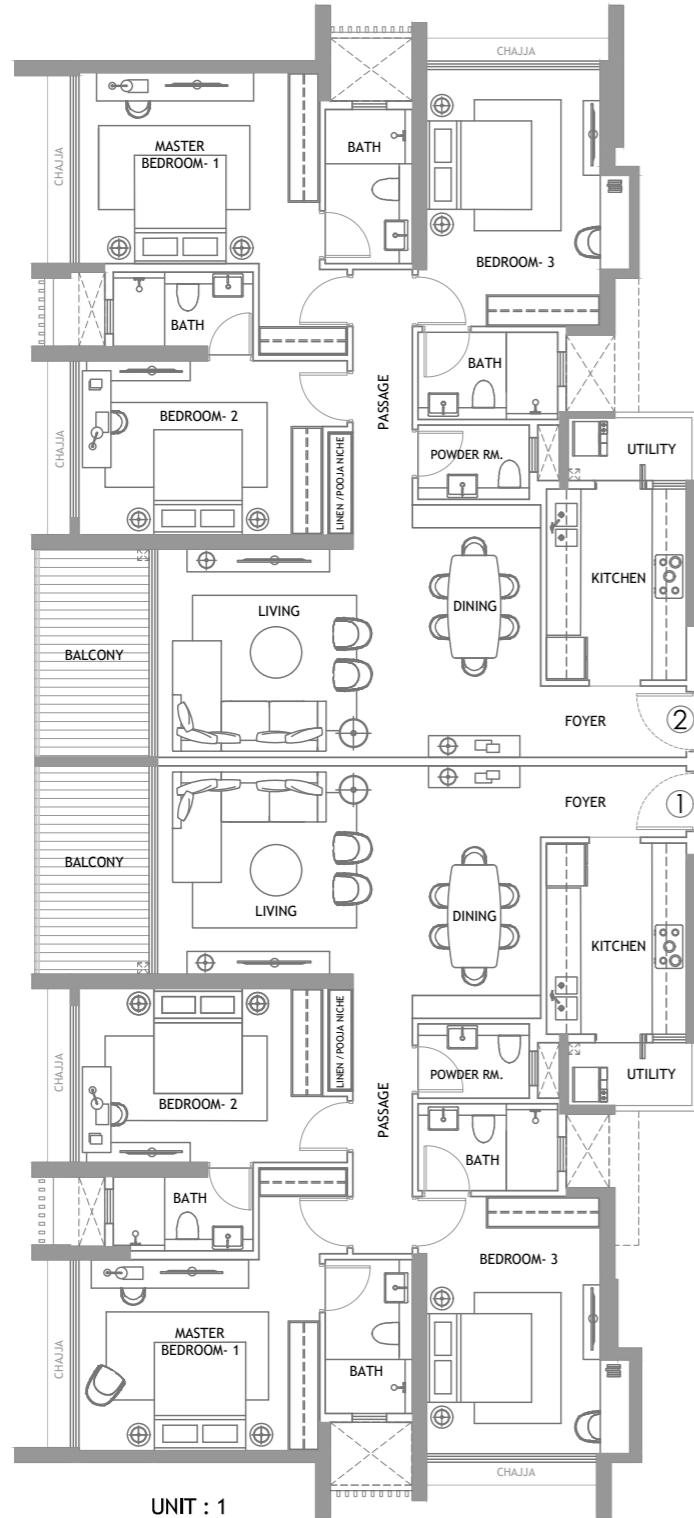 CHAJJA
MASTER
BEDROOM- 1
BATH
CHAJJA
BEDROOM- 3
BATH
PASSAGE
BATH
CHAJJA
BEDROOM- 2
LINEN /POOJA NICHE
POWDER RM.
UTILITY
KITCHEN
LIVING
DINING
BALCONY
FOYER
2
FOYER
1
BALCONY
LIVING
DINING
KITCHEN
LINEN / POOJA NICHE
CHAJJA
BEDROOM- 2
POWDER RM.
UTILITY
PASSAGE
BATH
BATH
BEDROOM- 3
CHAJJA
MASTER
BEDROOM- 1
BATH
CHAJJA
UNIT : 1